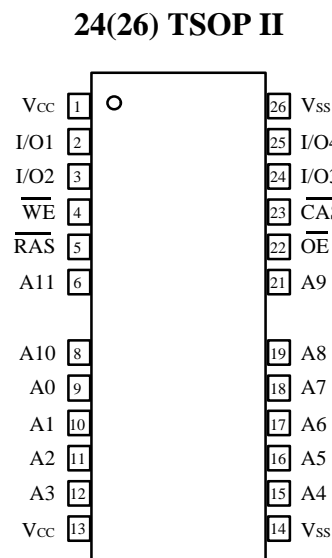 24(26) TSOP II
Vcc 1 26 Vss
I/O1 2 25 I/O4
I/O2 3 24 I/O3
WE 4 23 CAS
RAS 5 22 OE
A11 6 21 A9
A10 8 19 A8
A0 9 18 A7
A1 10 17 A6
A2 11 16 A5
A3 12 15 A4
Vcc 13 14 Vss